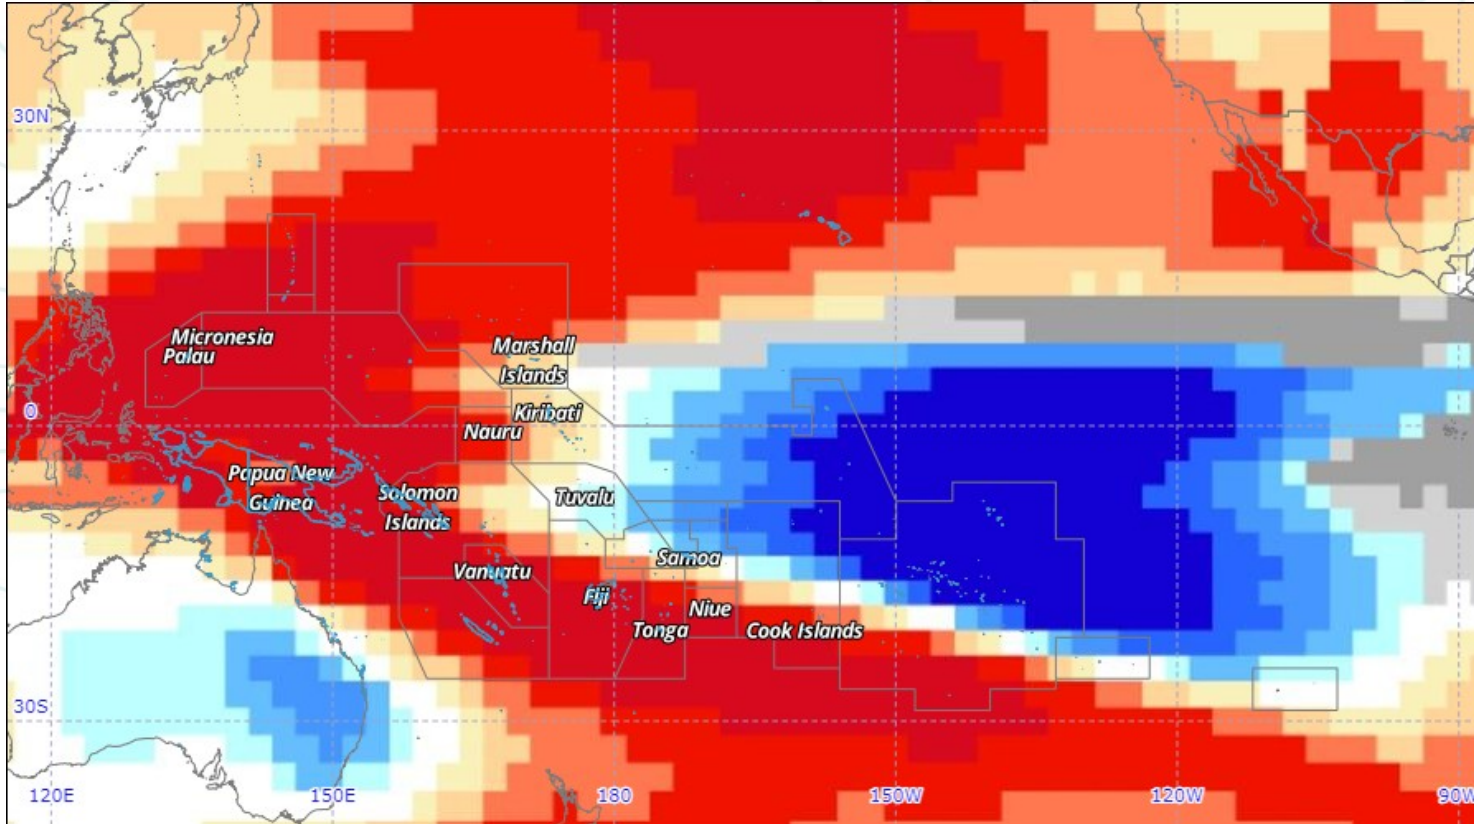 30N
Micronesia
Palau
Marshall
Islands
0
Kiribati
Nauru
Papua New
Guinea
Solomon
Islands
Tuvalu
Samoa
Vanuatu
Fiji
Niue
Tonga
Cook Islands
30S
120E
150E
180
150W
120W
90W